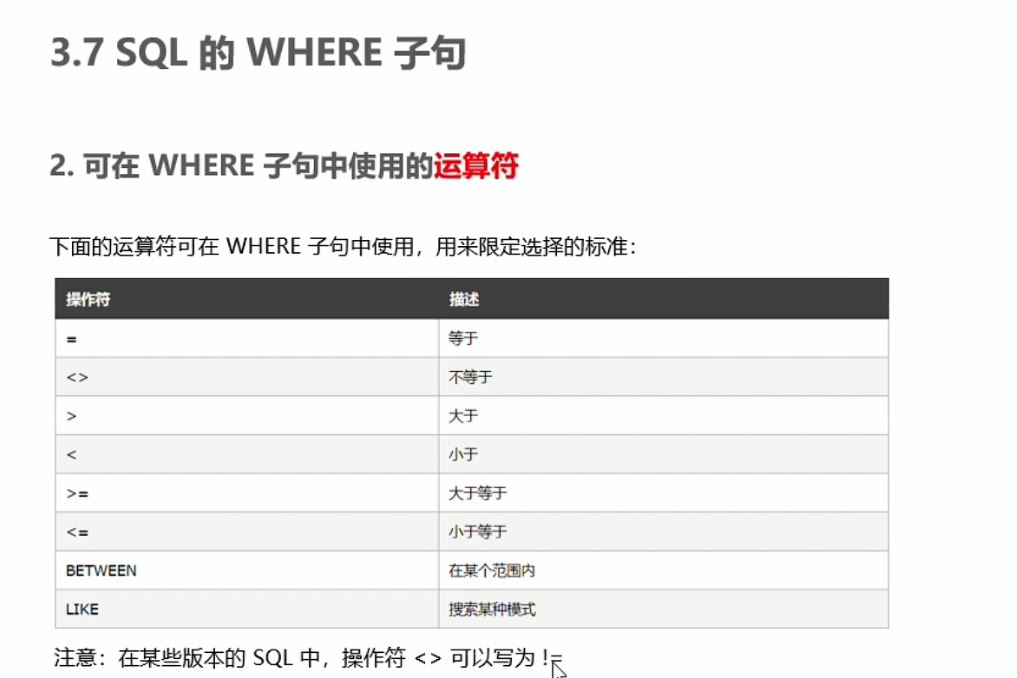 3.7 SQL 的 WHERE 子句
2. 可在 WHERE 子句中使用的运算符
下面的运算符可在 WHERE 子句中使用，用来限定选择的标准：
操作符 描述
= 等于
<> 不等于
> 大于
< 小于
>= 大于等于
<= 小于等于
BETWEEN 在某个范围内
LIKE 搜索某种模式
注意：在某些版本的 SQL 中，操作符 <> 可以写为 !=